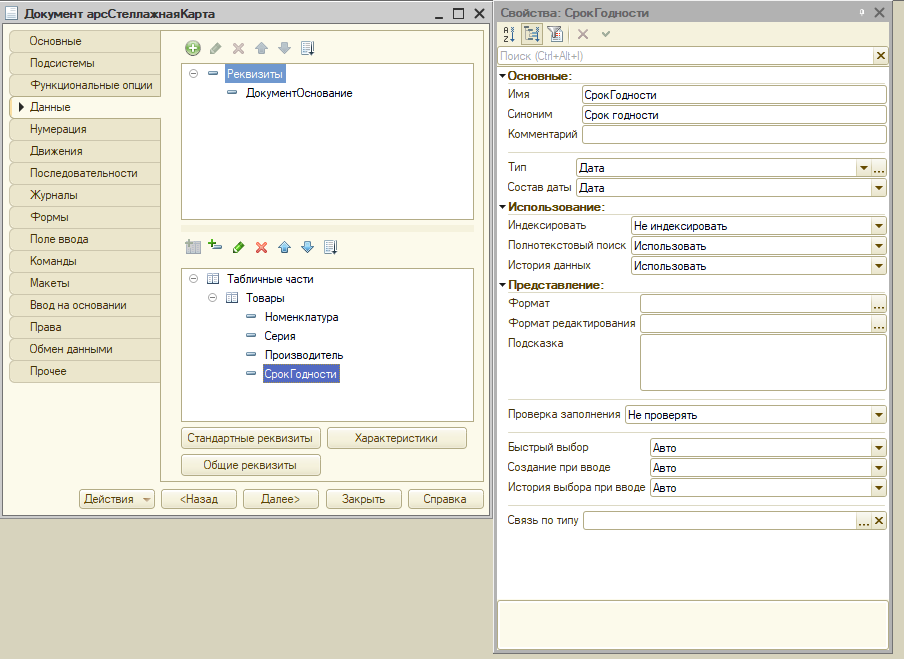 Документ арсСтеллажнаяКарта
Основные
Подсистемы
Функциональные опции
Данные
Нумерация
Движения
Последовательности
Журналы
Формы
Поле ввода
Команды
Макеты
Ввод на основании
Права
Обмен данными
Прочее
Реквизиты
ДокументОснование
Табличные части
Товары
Номенклатура
Серия
Производитель
СрокГодности
Стандартные реквизиты
Характеристики
Общие реквизиты
Действия
<Назад
Далее>
Закрыть
Справка
Свойства: СрокГодности
Поиск (Ctrl+Alt+I)
Основные:
Имя СрокГодности
Синоним Срок годности
Комментарий
Тип Дата
Состав даты Дата
Использование:
Индексировать Не индексировать
Полнотекстовый поиск Использовать
История данных Использовать
Представление:
Формат
Формат редактирования
Подсказка
Проверка заполнения Не проверять
Быстрый выбор Авто
Создание при вводе Авто
История выбора при вводе Авто
Связь по типу